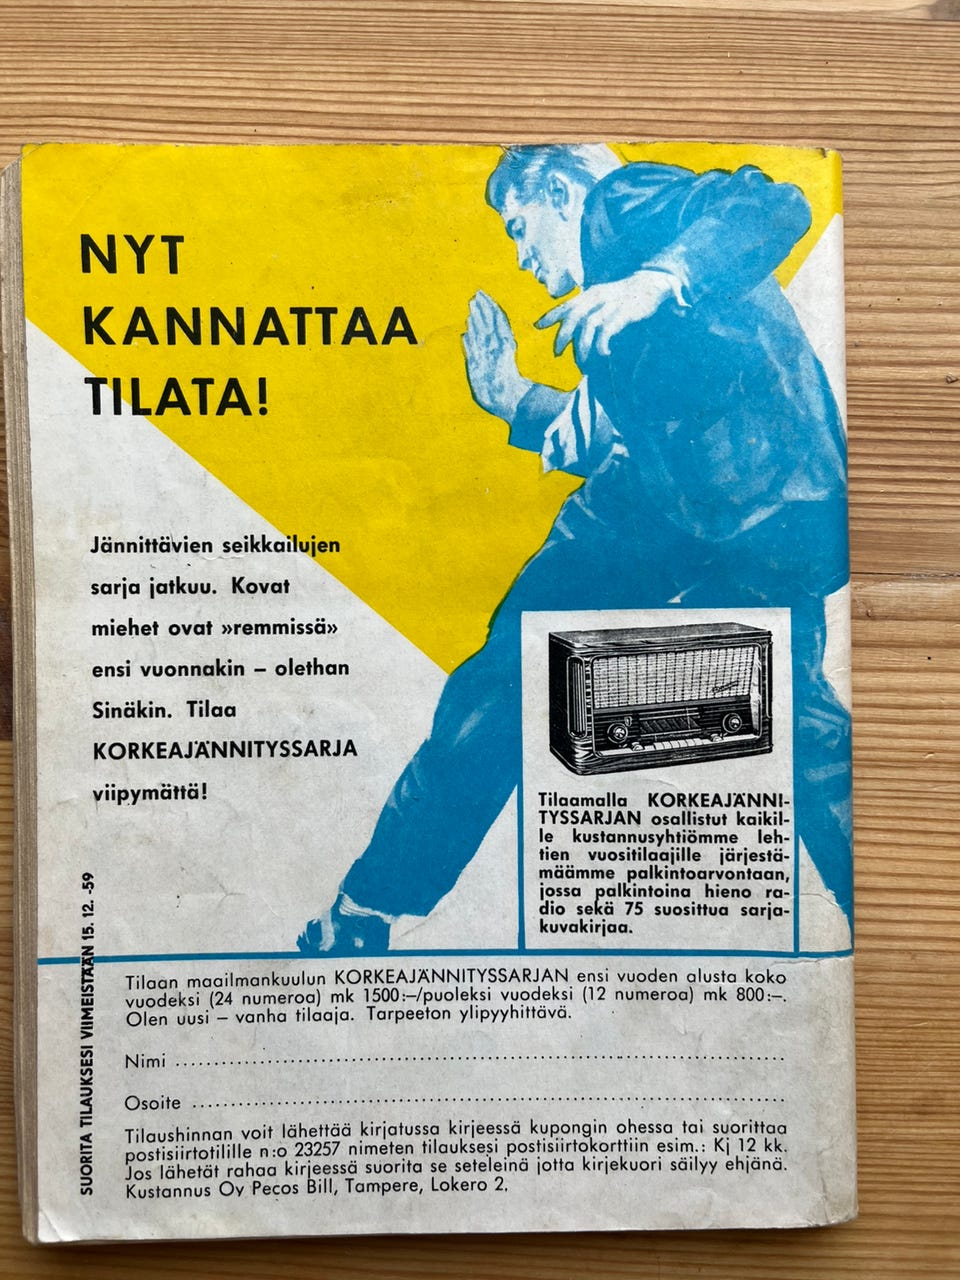 NYT
KANNATTAA
TILATA!
Jännittävien seikkailujen
sarja jatkuu. Kovat
miehet ovat »remmissä»
ensi vuonnakin – olethan
Sinäkin. Tilaa
KORKEAJÄNNITYSSARJA
viipymättä!
Tilaamalla KORKEAJÄNNI-
TYSSARJAN osallistut kaikil-
le kustannusyhtiömme leh-
tien vuositilaajille järjestä-
määmme palkintoarvontaan,
jossa palkintoina hieno ra-
dio sekä 75 suosittua sarja-
kuvakirjaa.
SUORITA TILAUKSESI VIIMEISTÄÄN 15. 12. -59
Tilaan maailmankuulun KORKEAJÄNNITYSSARJAN ensi vuoden alusta koko
vuodeksi (24 numeroa) mk 1500:–/puoleksi vuodeksi (12 numeroa) mk 800:–.
Olen uusi – vanha tilaaja. Tarpeeton ylipyyhittävä.
Nimi
Osoite
Tilaushinnan voit lähettää kirjatussa kirjeessä kupongin ohessa tai suorittaa
postisiirtotilille n:o 23257 nimeten tilauksesi postisiirtokorttiin esim.: Kj 12 kk.
Jos lähetät rahaa kirjeessä suorita se seteleinä jotta kirjekuori säilyy ehjänä.
Kustannus Oy Pecos Bill, Tampere, Lokero 2.